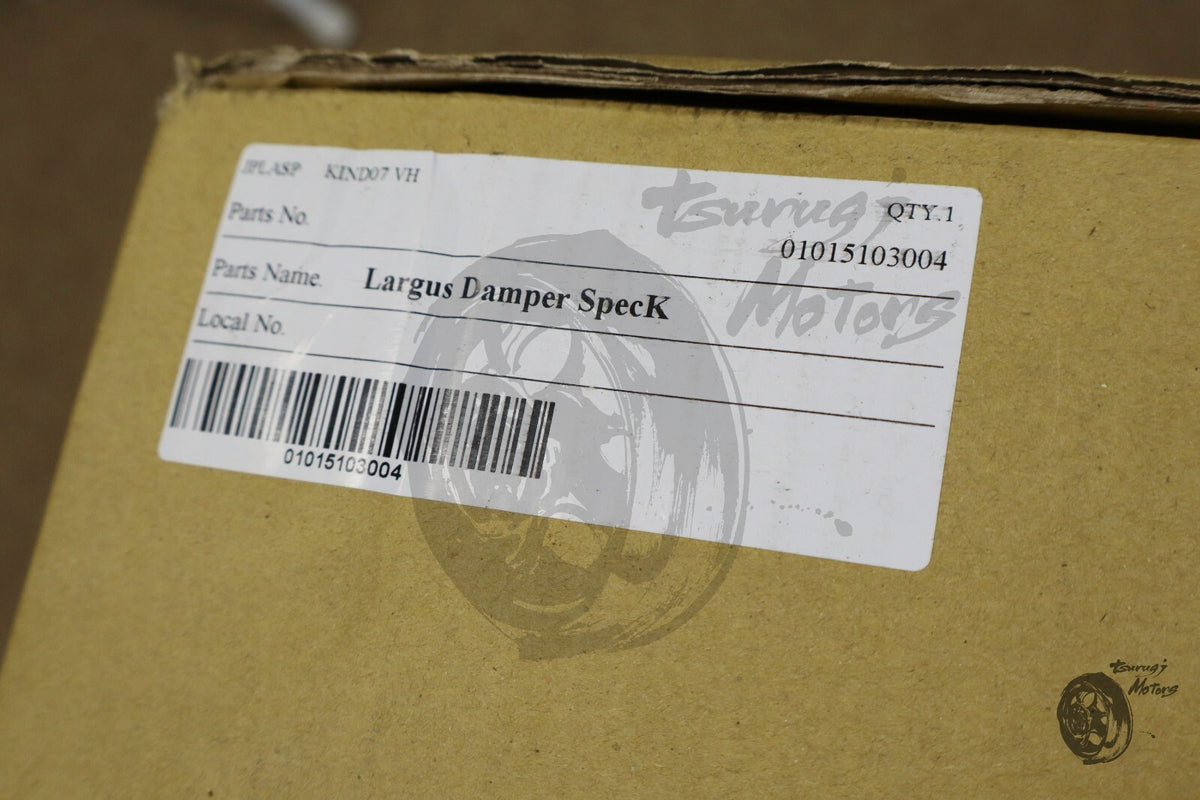 JPLASP KIND07 VH
QTY.1
Parts No. 01015103004
Parts Name. Largus Damper SpecK
Local No.
01015103004
tsurugi
Motors
tsurugi
Motors